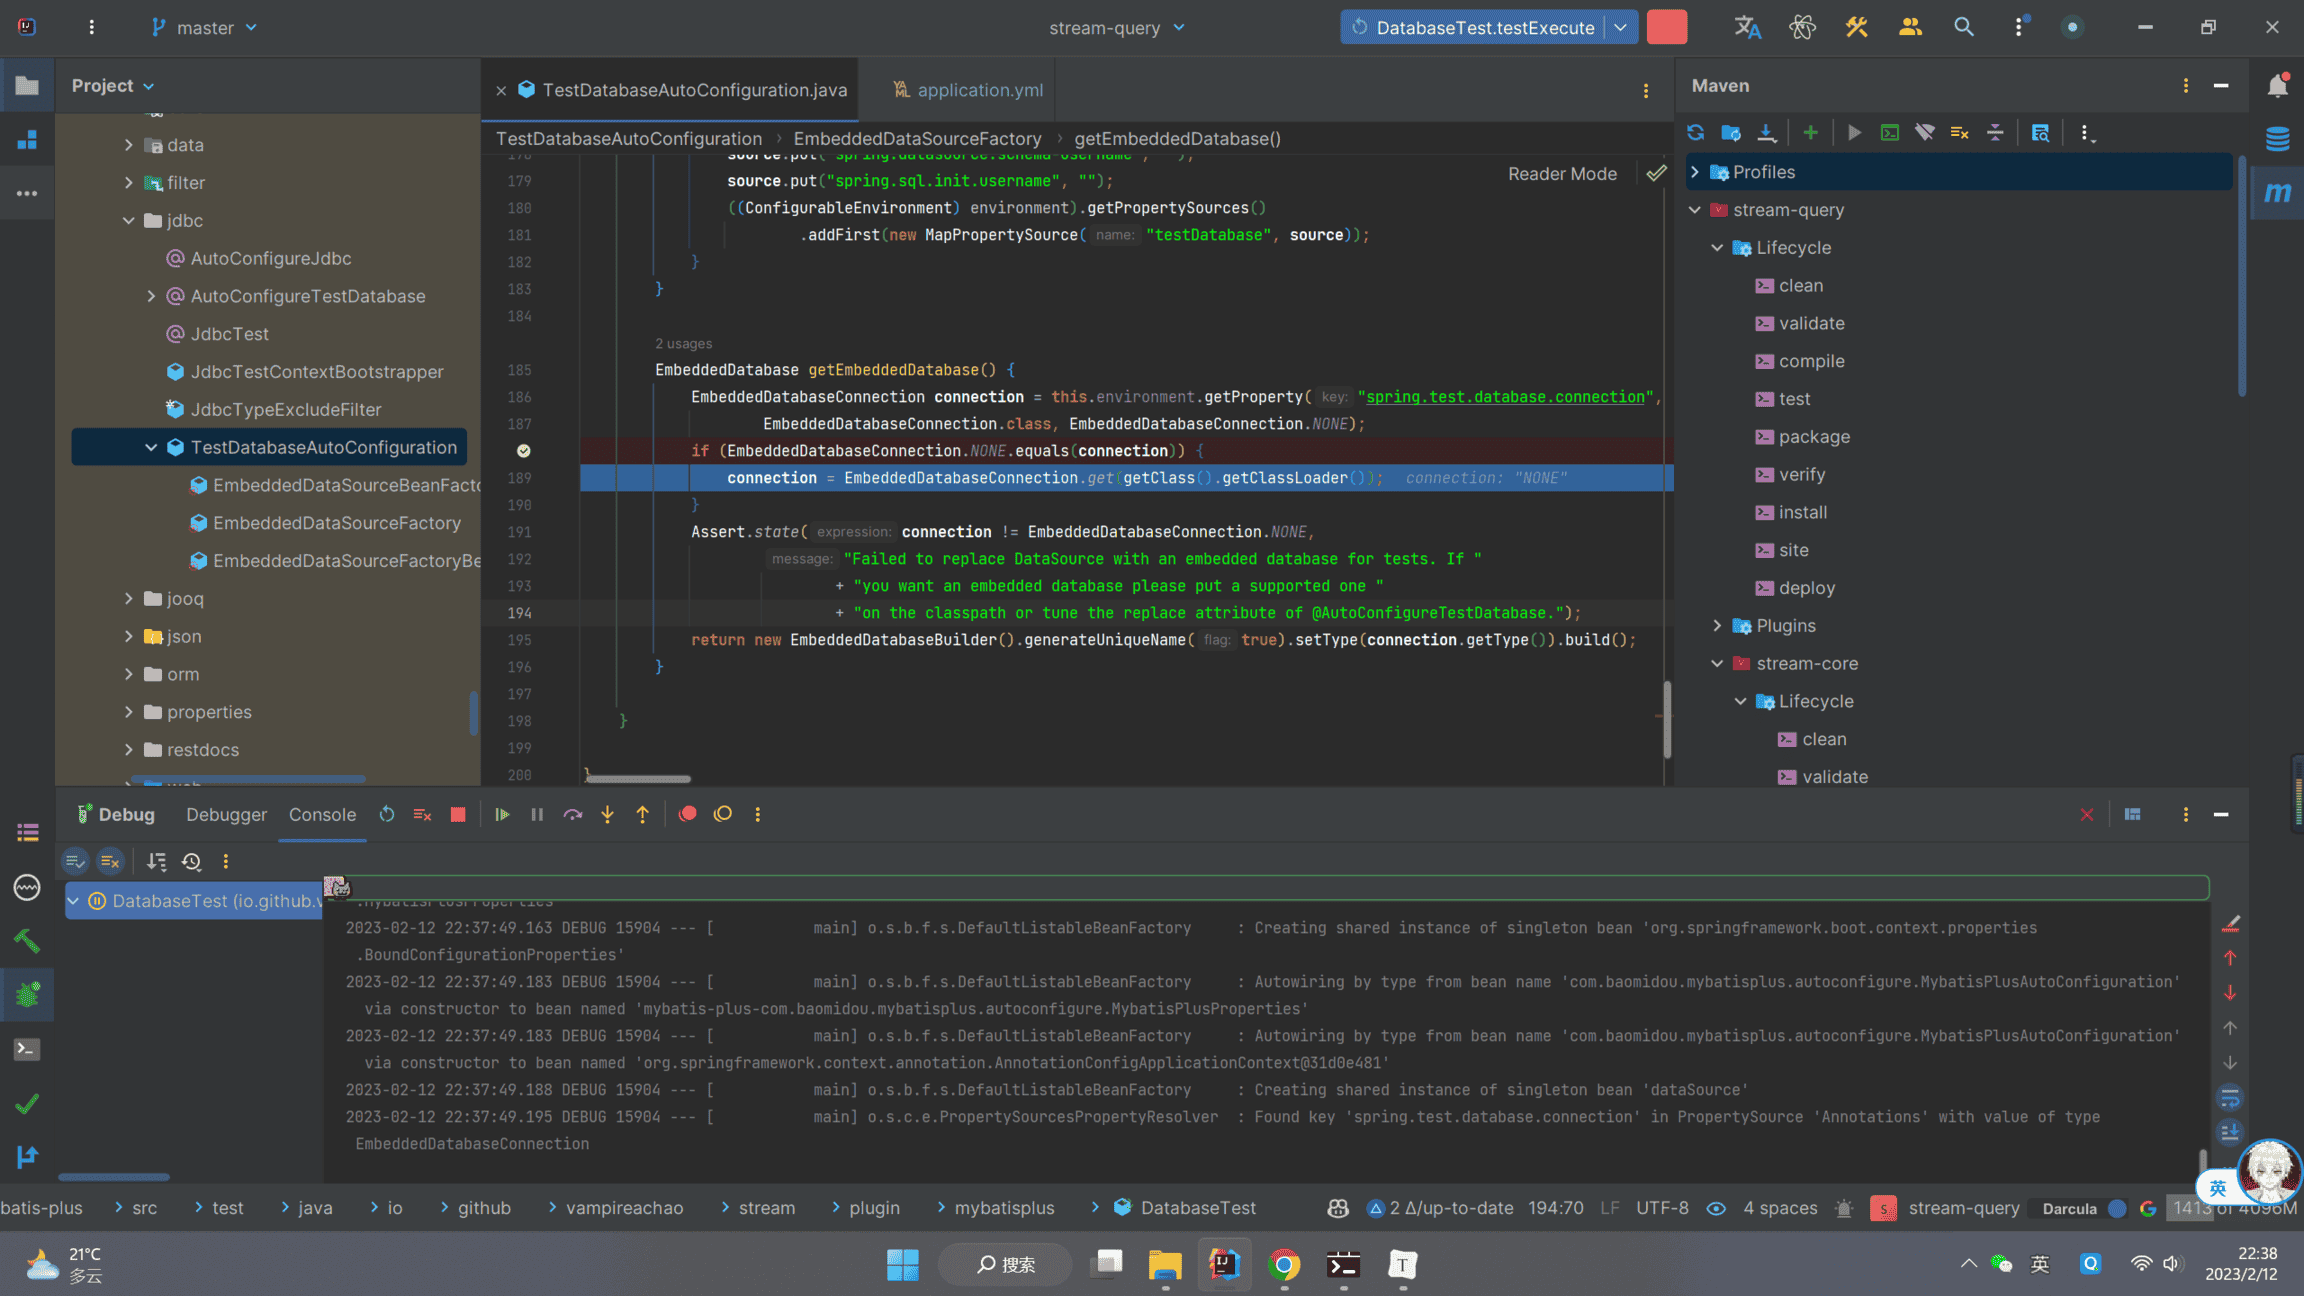 master
stream-query
DatabaseTest.testExecute
Project
data
filter
jdbc
AutoConfigureJdbc
AutoConfigureTestDatabase
JdbcTest
JdbcTestContextBootstrapper
JdbcTypeExcludeFilter
TestDatabaseAutoConfiguration
EmbeddedDataSourceBeanFacto
EmbeddedDataSourceFactory
EmbeddedDataSourceFactoryBe
jooq
json
orm
properties
restdocs
TestDatabaseAutoConfiguration.java
application.yml
TestDatabaseAutoConfiguration > EmbeddedDataSourceFactory > getEmbeddedDatabase()
Reader Mode
178 source.put("spring.datasource.schema-username", "");
179 source.put("spring.sql.init.username", "");
180 ((ConfigurableEnvironment) environment).getPropertySources()
181 .addFirst(new MapPropertySource( name: "testDatabase", source));
182 }
183 }
184
2 usages
185 EmbeddedDatabase getEmbeddedDatabase() {
186 EmbeddedDatabaseConnection connection = this.environment.getProperty( key: "spring.test.database.connection",
187 EmbeddedDatabaseConnection.class, EmbeddedDatabaseConnection.NONE);
if (EmbeddedDatabaseConnection.NONE.equals(connection)) {
189 connection = EmbeddedDatabaseConnection.get(getClass().getClassLoader()); connection: "NONE"
190 }
191 Assert.state( expression: connection != EmbeddedDatabaseConnection.NONE,
192 message: "Failed to replace DataSource with an embedded database for tests. If "
193 + "you want an embedded database please put a supported one "
194 + "on the classpath or tune the replace attribute of @AutoConfigureTestDatabase.");
195 return new EmbeddedDatabaseBuilder().generateUniqueName( flag: true).setType(connection.getType()).build();
196 }
197
198 }
199
200 }
Maven
Profiles
stream-query
Lifecycle
clean
validate
compile
test
package
verify
install
site
deploy
Plugins
stream-core
Lifecycle
clean
validate
m
Debug
Debugger
Console
DatabaseTest (io.github.v
.MybatisPlusProperties
2023-02-12 22:37:49.163 DEBUG 15904 --- [           main] o.s.b.f.s.DefaultListableBeanFactory     : Creating shared instance of singleton bean 'org.springframework.boot.context.properties
.BoundConfigurationProperties'
2023-02-12 22:37:49.183 DEBUG 15904 --- [           main] o.s.b.f.s.DefaultListableBeanFactory     : Autowiring by type from bean name 'com.baomidou.mybatisplus.autoconfigure.MybatisPlusAutoConfiguration'
via constructor to bean named 'mybatis-plus-com.baomidou.mybatisplus.autoconfigure.MybatisPlusProperties'
2023-02-12 22:37:49.183 DEBUG 15904 --- [           main] o.s.b.f.s.DefaultListableBeanFactory     : Autowiring by type from bean name 'com.baomidou.mybatisplus.autoconfigure.MybatisPlusAutoConfiguration'
via constructor to bean named 'org.springframework.context.annotation.AnnotationConfigApplicationContext@31d0e481'
2023-02-12 22:37:49.188 DEBUG 15904 --- [           main] o.s.b.f.s.DefaultListableBeanFactory     : Creating shared instance of singleton bean 'dataSource'
2023-02-12 22:37:49.195 DEBUG 15904 --- [           main] o.s.c.e.PropertySourcesPropertyResolver  : Found key 'spring.test.database.connection' in PropertySource 'Annotations' with value of type
EmbeddedDatabaseConnection
英
batis-plus > src > test > java > io > github > vampireachao > stream > plugin > mybatisplus > DatabaseTest
2 Δ/up-to-date 194:70 LF UTF-8 4 spaces stream-query Darcula 1413 of 4096M
21°C
多云
搜索
英
22:38
2023/2/12